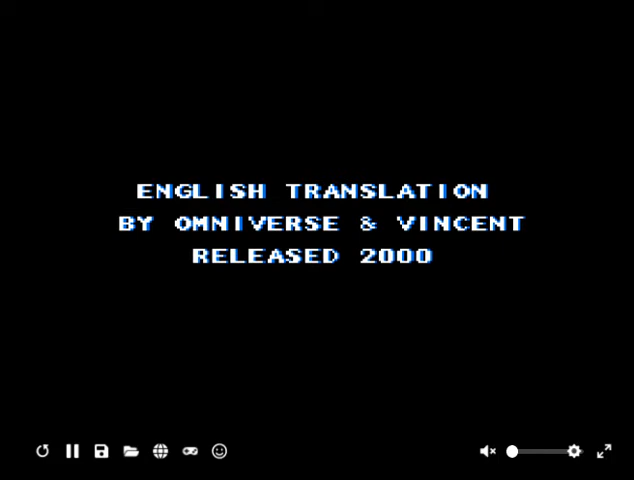 ENGLISH TRANSLATION
BY OMNIVERSE & VINCENT
RELEASED 2000